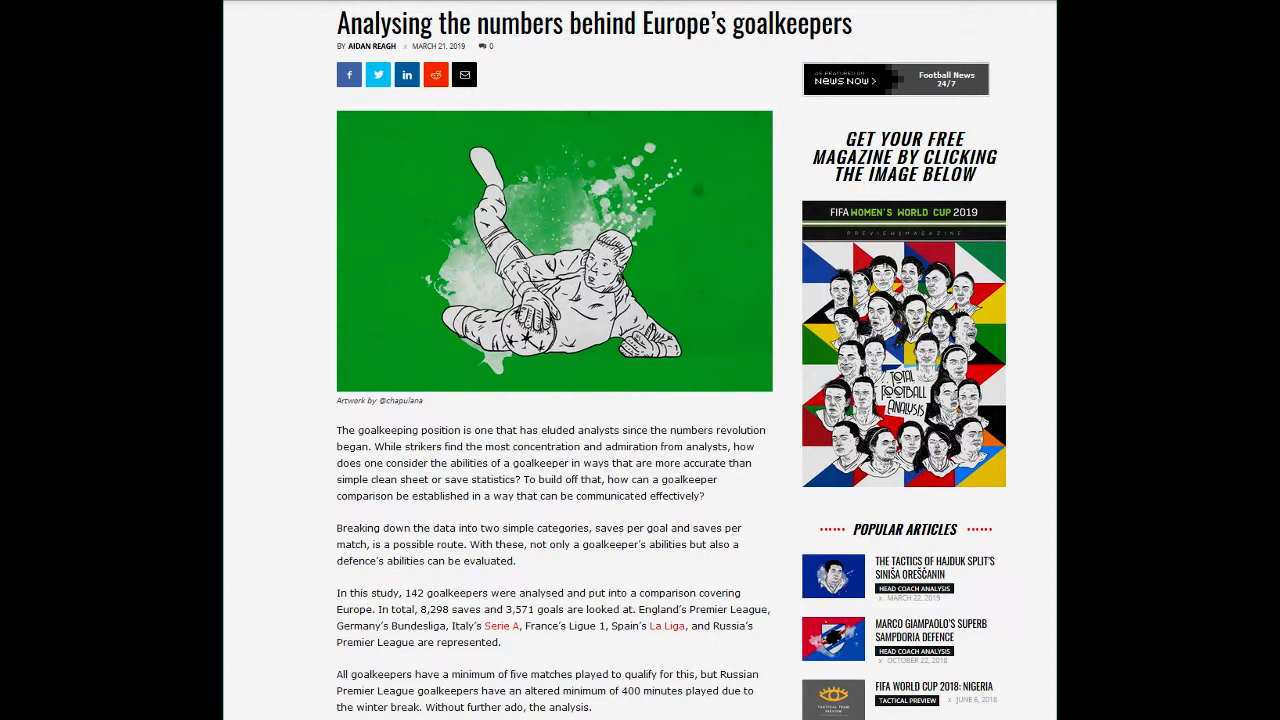 Analysing the numbers behind Europe's goalkeepers
BY AIDAN REAGH x MARCH 21, 2019 0
AS FEATURED ON
NewsNow >
Football News
24/7
GET YOUR FREE
MAGAZINE BY CLICKING
THE IMAGE BELOW
FIFA WOMEN'S WORLD CUP 2019
PREVIEW MAGAZINE
TOTAL
FOOTBALL
ANALYSIS
Artwork by @chapulana
The goalkeeping position is one that has eluded analysts since the numbers revolution
began. While strikers find the most concentration and admiration from analysts, how
does one consider the abilities of a goalkeeper in ways that are more accurate than
simple clean sheet or save statistics? To build off that, how can a goalkeeper
comparison be established in a way that can be communicated effectively?
Breaking down the data into two simple categories, saves per goal and saves per
match, is a possible route. With these, not only a goalkeeper's abilities but also a
defence's abilities can be evaluated.
In this study, 142 goalkeepers were analysed and put into a comparison covering
Europe. In total, 8,298 saves and 3,571 goals are looked at. England's Premier League,
Germany's Bundesliga, Italy's Serie A, France's Ligue 1, Spain's La Liga, and Russia's
Premier League are represented.
All goalkeepers have a minimum of five matches played to qualify for this, but Russian
Premier League goalkeepers have an altered minimum of 400 minutes played due to
the winter break. Without further ado, the analysis.
POPULAR ARTICLES
THE TACTICS OF HAJDUK SPLIT'S
SINIŠA OREŠČANIN
HEAD COACH ANALYSIS
x MARCH 22, 2019
MARCO GIAMPAOLO'S SUPERB
SAMPDORIA DEFENCE
HEAD COACH ANALYSIS
x OCTOBER 22, 2018
FIFA WORLD CUP 2018: NIGERIA
TACTICAL PREVIEW x JUNE 6, 2018
TACTICAL TEAM
PREVIEW